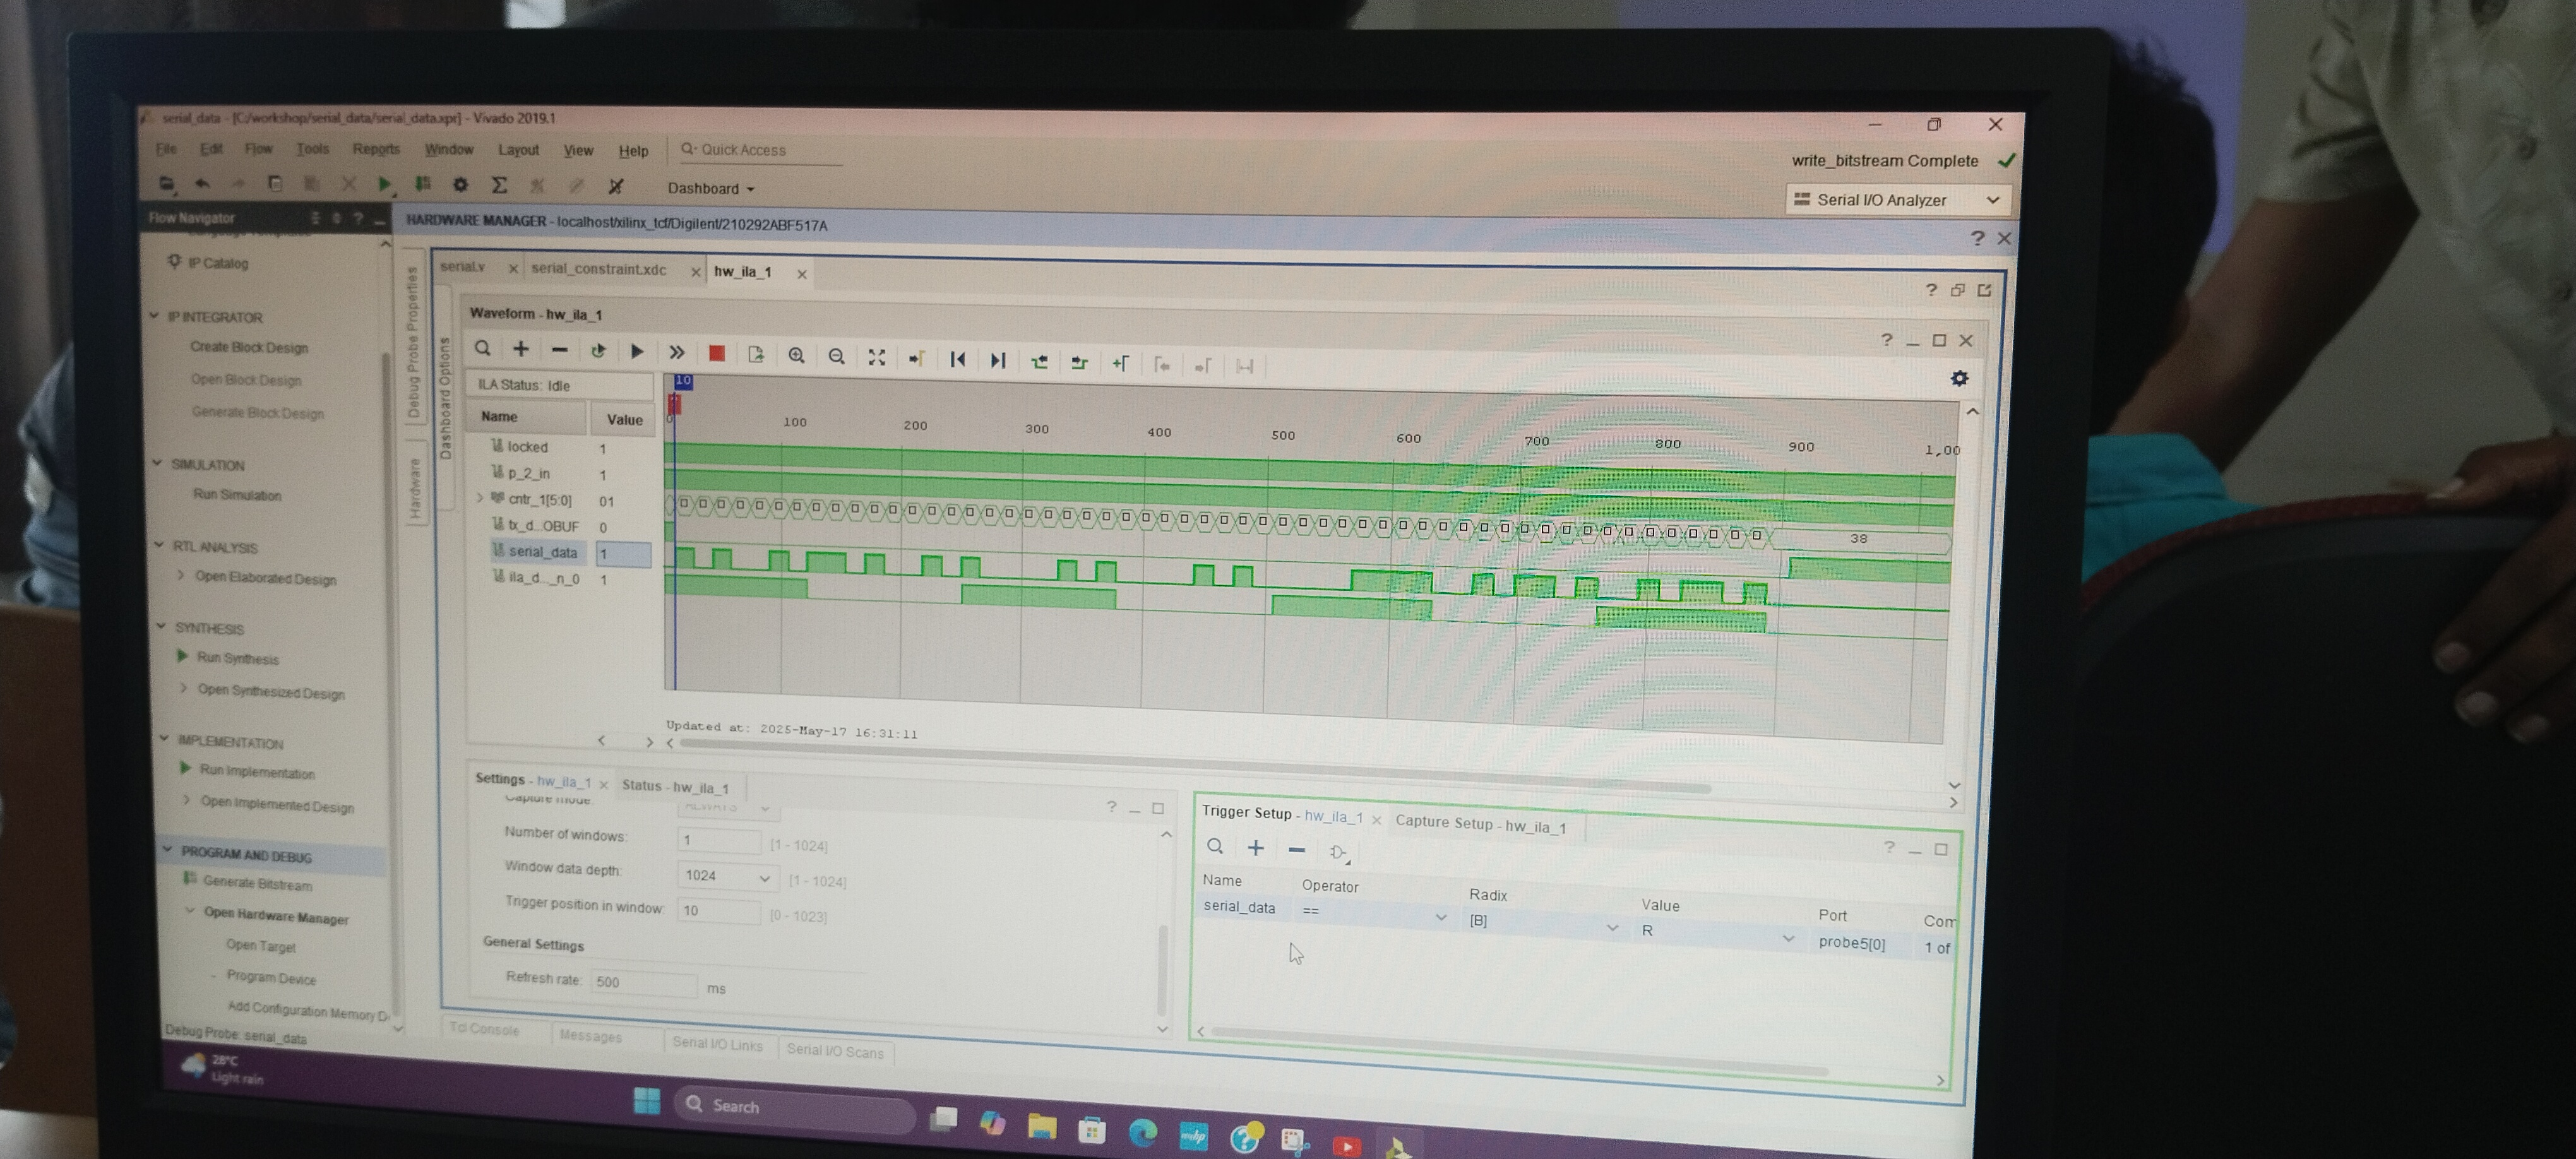 serial_data - [C:/workshop/serial_data/serial_data.xpr] - Vivado 2019.1
File Edit Flow Tools Reports Window Layout View Help Quick Access
write_bitstream Complete
Dashboard
Serial I/O Analyzer
Flow Navigator
HARDWARE MANAGER - localhost/xilinx_tcf/Digilent/210292ABF517A
IP Catalog
IP INTEGRATOR
Create Block Design
Open Block Design
Generate Block Design
SIMULATION
Run Simulation
RTL ANALYSIS
Open Elaborated Design
SYNTHESIS
Run Synthesis
Open Synthesized Design
IMPLEMENTATION
Run Implementation
Open Implemented Design
PROGRAM AND DEBUG
Generate Bitstream
Open Hardware Manager
Open Target
Program Device
Add Configuration Memory D
Debug Probe: serial_data
Debug Probe Properties
Hardware
Dashboard Options
serial.v serial_constraint.xdc hw_ila_1
Waveform - hw_ila_1
ILA Status: Idle
10
Name Value
0 100 200 300 400 500 600 700 800 900 1,00
locked 1
p_2_in 1
cntr_1[5:0] 01
38
tx_d...OBUF 0
serial_data 1
ila_d..._n_0 1
Updated at: 2025-May-17 16:31:11
Settings - hw_ila_1 Status - hw_ila_1
Capture mode: ALWAYS
Number of windows: 1 [1 - 1024]
Window data depth: 1024 [1 - 1024]
Trigger position in window: 10 [0 - 1023]
General Settings
Refresh rate: 500 ms
Trigger Setup - hw_ila_1 Capture Setup - hw_ila_1
Name Operator Radix Value Port Com
serial_data == [B] R probe5[0] 1 of
Tcl Console Messages Serial I/O Links Serial I/O Scans
28°C
Light rain
Search